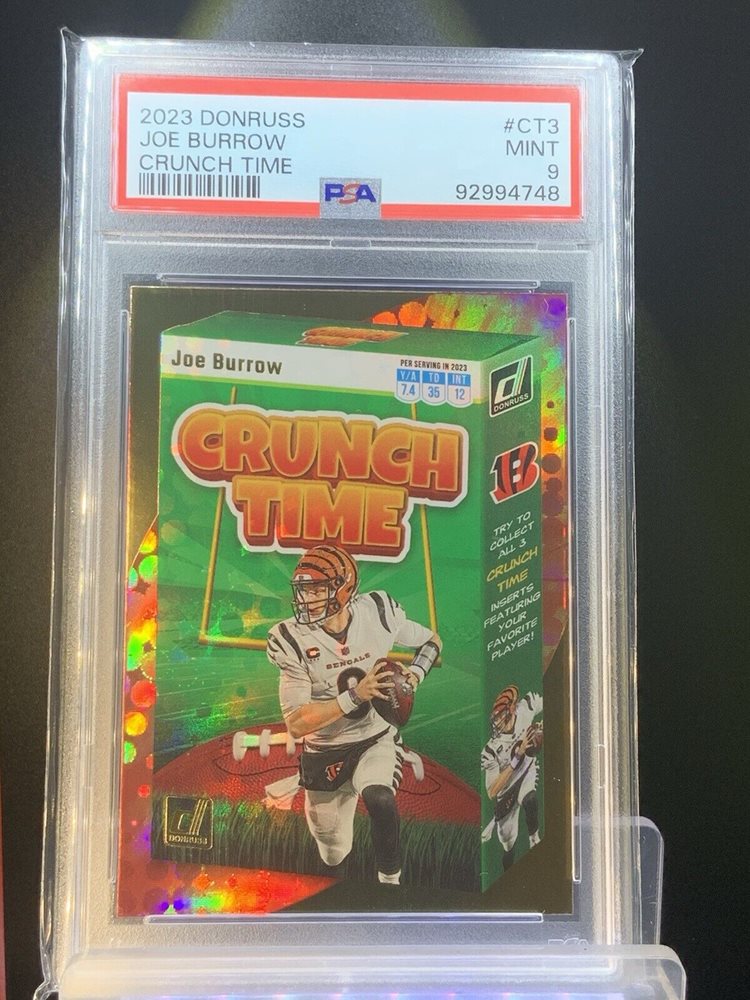 2023 DONRUSS
JOE BURROW
CRUNCH TIME
#CT3
MINT
9
92994748
PSA
Joe Burrow
PER SERVING IN 2023
Y/A TD INT
7.4 35 12
DONRUSS
CRUNCH
TIME
B
TRY TO
COLLECT
ALL 3
CRUNCH
TIME
INSERTS
FEATURING
YOUR
FAVORITE
PLAYER!
BENGALS
9
B
DONRUSS